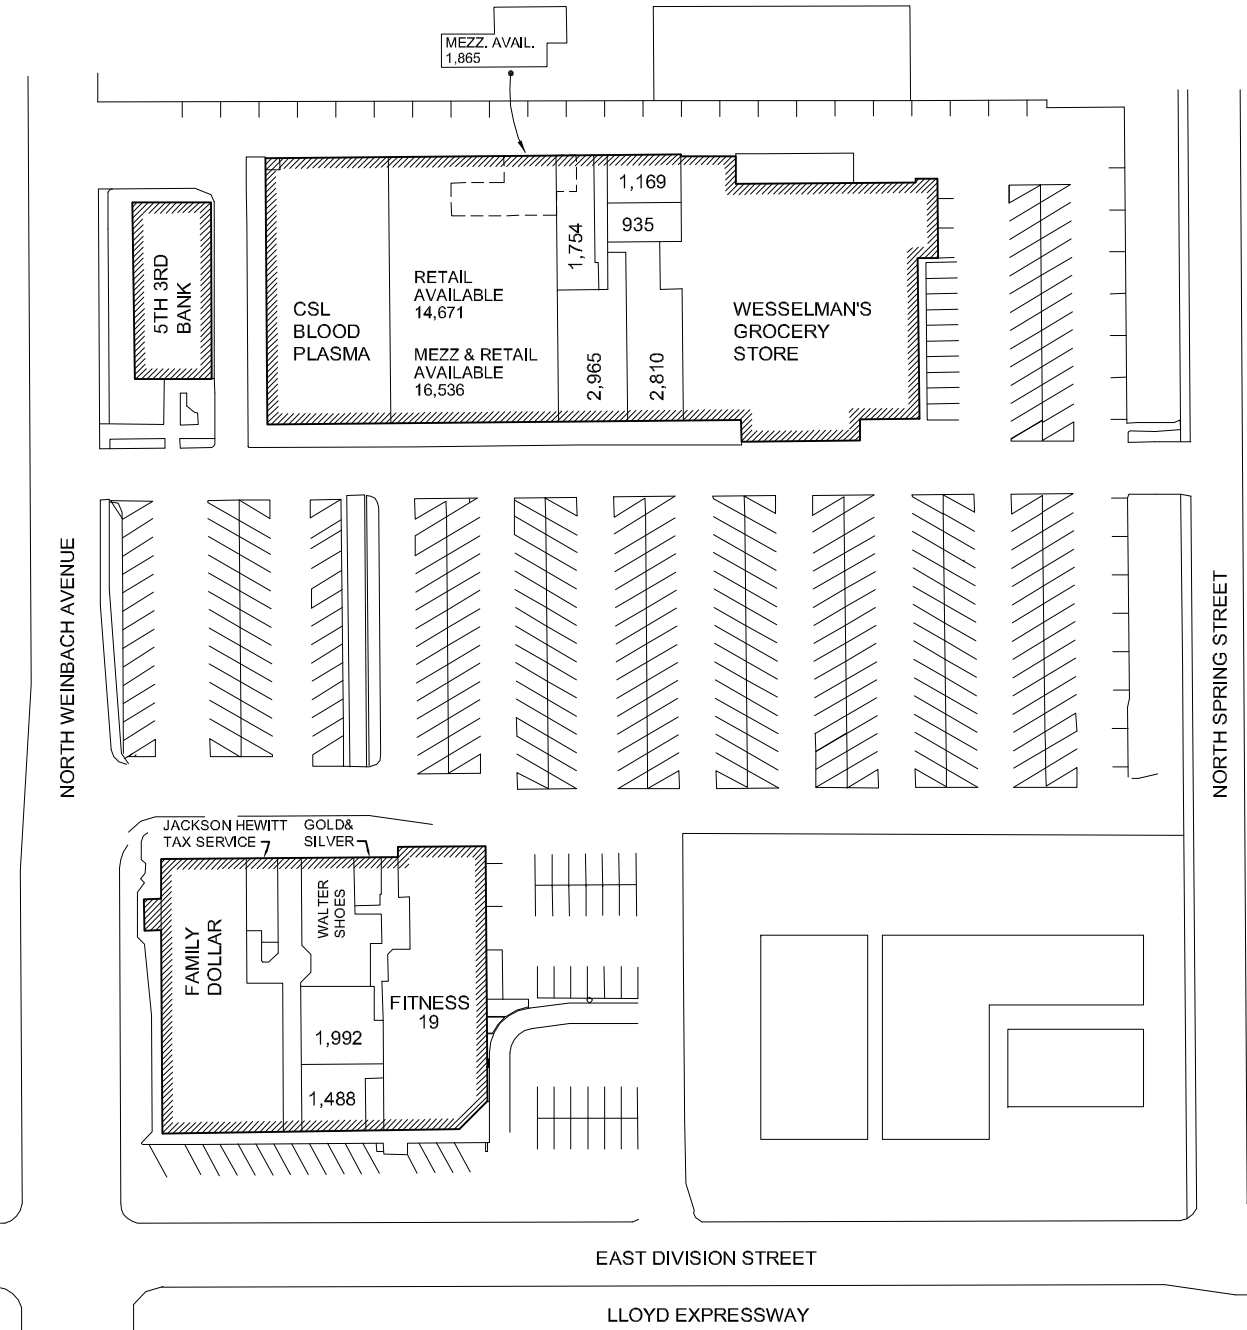 MEZZ. AVAIL.
1,865
1,169
935
1,754
5TH 3RD
BANK
CSL
BLOOD
PLASMA
RETAIL
AVAILABLE
14,671
MEZZ & RETAIL
AVAILABLE
16,536
2,965
2,810
WESSELMAN'S
GROCERY
STORE
NORTH WEINBACH AVENUE
NORTH SPRING STREET
JACKSON HEWITT
TAX SERVICE
GOLD&
SILVER
WALTER
SHOES
FAMILY
DOLLAR
FITNESS
19
1,992
1,488
EAST DIVISION STREET
LLOYD EXPRESSWAY